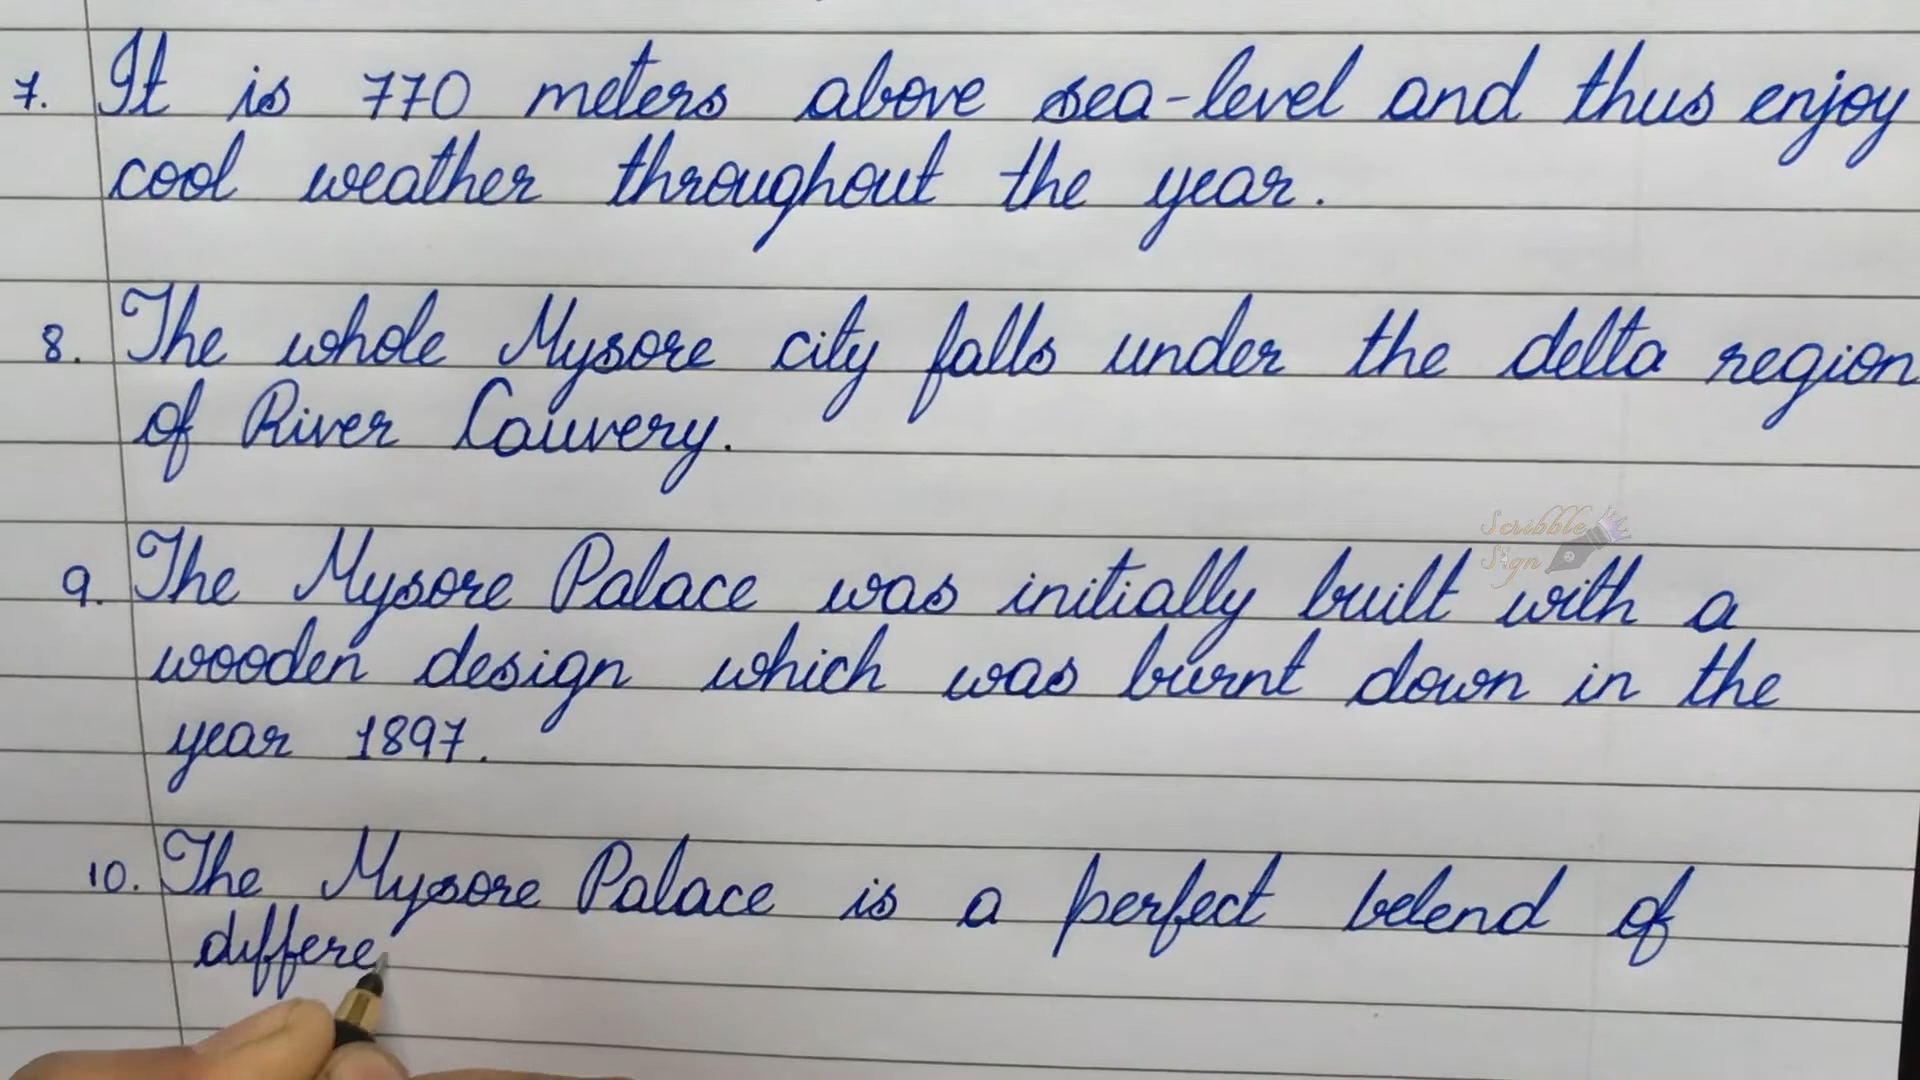 7. It is 770 meters above sea-level and thus enjoy
cool weather throughout the year.
8. The whole Mysore city falls under the delta region
of River Cauvery.
Scribble
Sign
9. The Mysore Palace was initially built with a
wooden design which was burnt down in the
year 1897.
10. The Mysore Palace is a perfect belend of
differe